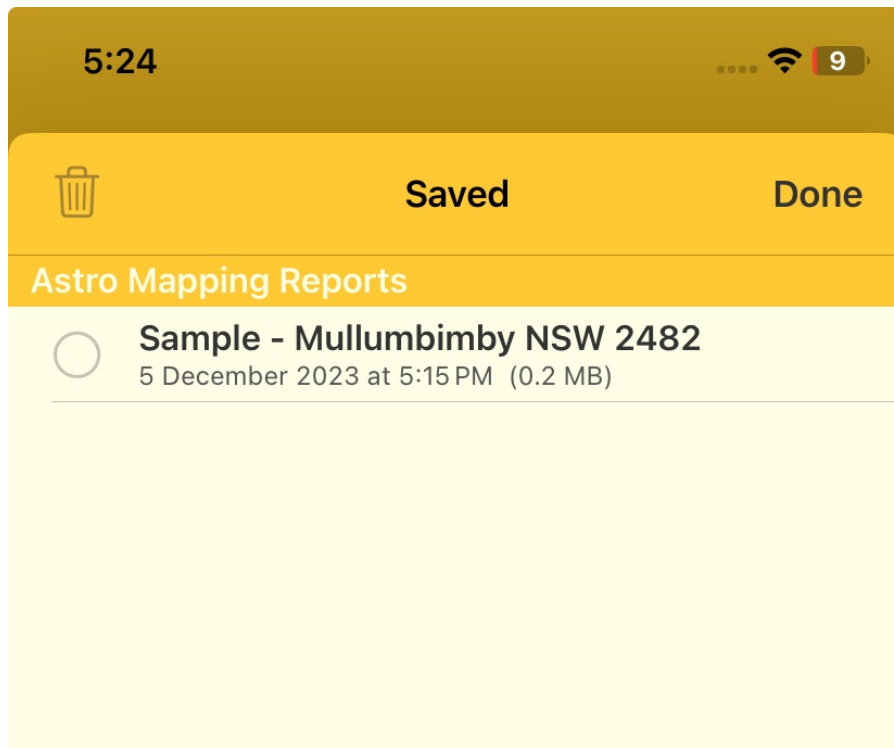 5:24
9
Saved
Done
Astro Mapping Reports
Sample - Mullumbimby NSW 2482
5 December 2023 at 5:15 PM (0.2 MB)